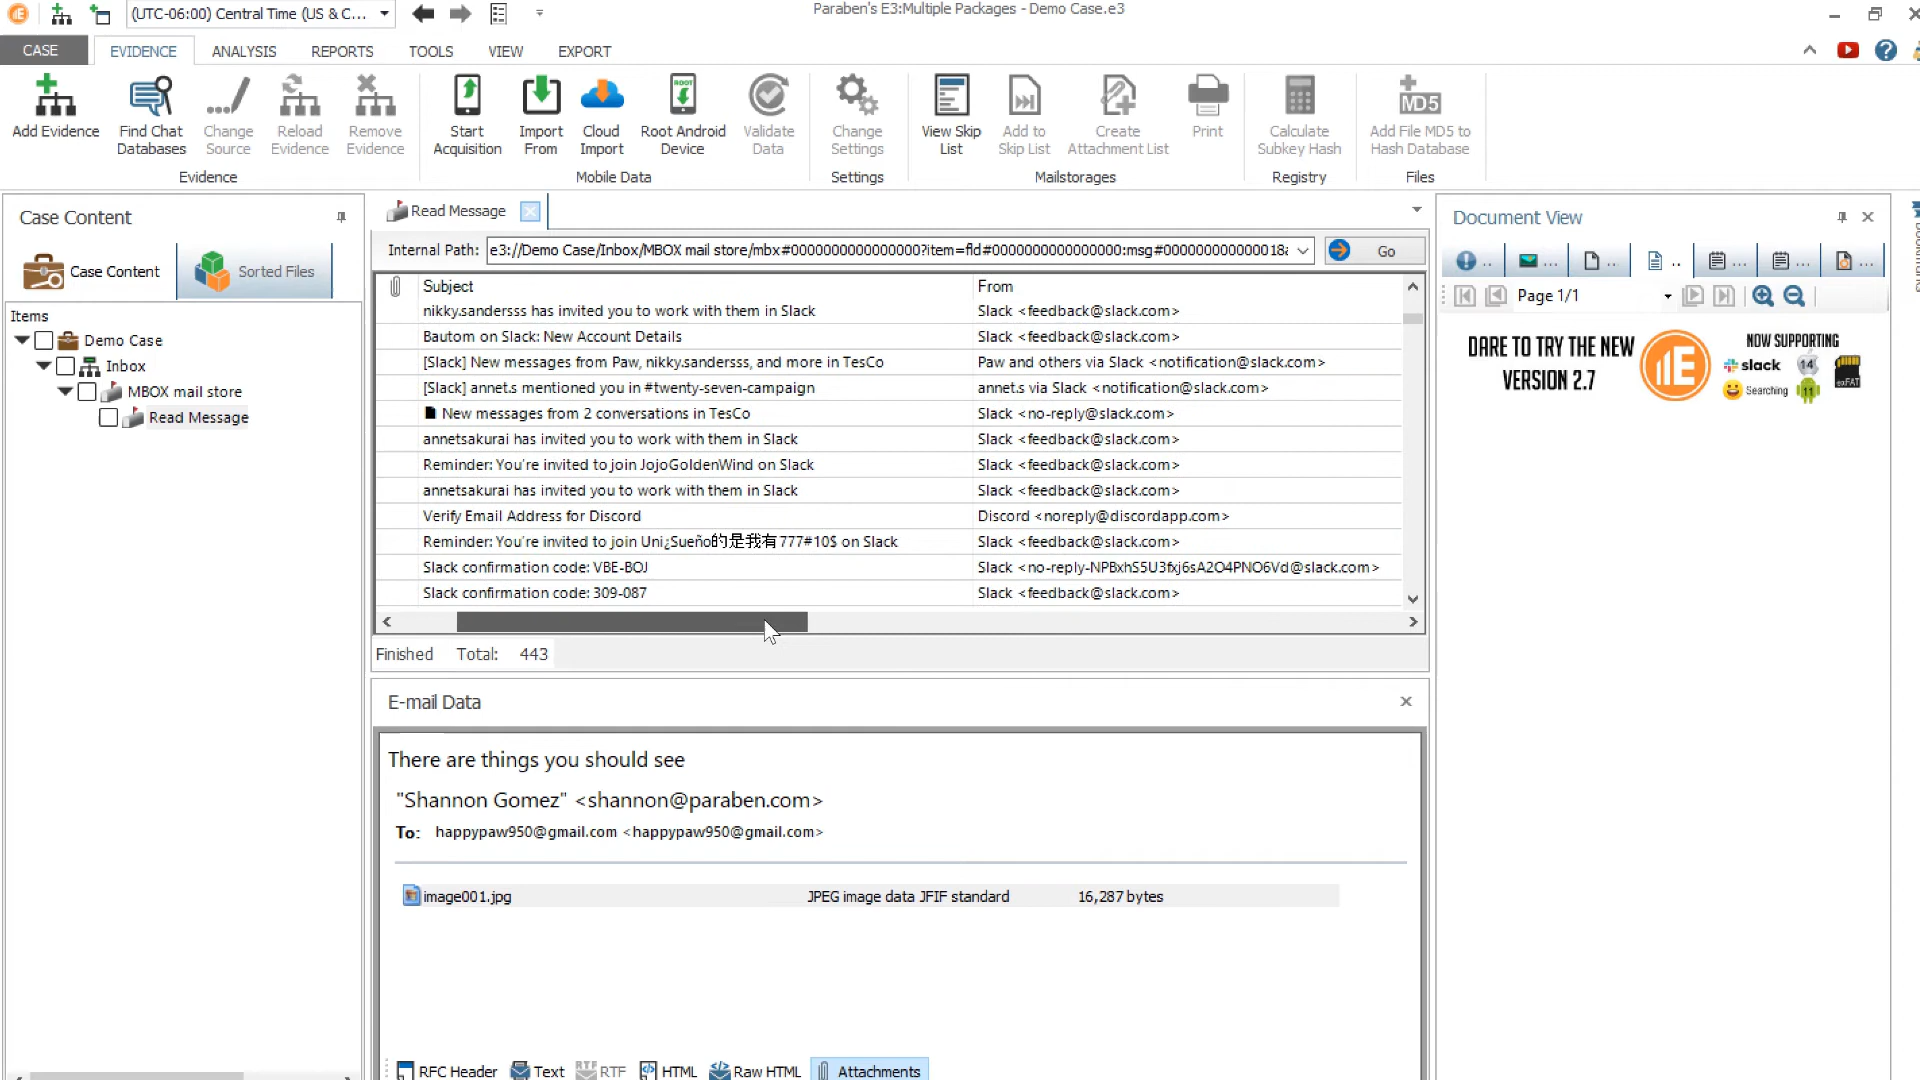 (UTC-06:00) Central Time (US & C...
Paraben's E3:Multiple Packages - Demo Case.e3
CASE
EVIDENCE
ANALYSIS
REPORTS
TOOLS
VIEW
EXPORT
Add Evidence
Find Chat
Databases
Change
Source
Reload
Evidence
Remove
Evidence
Start
Acquisition
Import
From
Cloud
Import
ROOT
Root Android
Device
Validate
Data
Change
Settings
View Skip
List
Add to
Skip List
Create
Attachment List
Print
Calculate
Subkey Hash
MD5
Add File MD5 to
Hash Database
Evidence
Mobile Data
Settings
Mailstorages
Registry
Files
Case Content
Case Content
Sorted Files
Items
Demo Case
Inbox
MBOX mail store
Read Message
Read Message
Internal Path:
e3://Demo Case/Inbox/MBOX mail store/mbx#0000000000000000?item=fld#0000000000000000:msg#000000000000018a
Go
Subject From
nikky.sandersss has invited you to work with them in Slack Slack <feedback@slack.com>
Bautom on Slack: New Account Details Slack <feedback@slack.com>
[Slack] New messages from Paw, nikky.sandersss, and more in TesCo Paw and others via Slack <notification@slack.com>
[Slack] annet.s mentioned you in #twenty-seven-campaign annet.s via Slack <notification@slack.com>
New messages from 2 conversations in TesCo Slack <no-reply@slack.com>
annetsakurai has invited you to work with them in Slack Slack <feedback@slack.com>
Reminder: You're invited to join JojoGoldenWind on Slack Slack <feedback@slack.com>
annetsakurai has invited you to work with them in Slack Slack <feedback@slack.com>
Verify Email Address for Discord Discord <noreply@discordapp.com>
Reminder: You're invited to join Uni¿Sueño的是我有777#10$ on Slack Slack <feedback@slack.com>
Slack confirmation code: VBE-BOJ Slack <no-reply-NPBxhS5U3fxj6sA2O4PNO6Vd@slack.com>
Slack confirmation code: 309-087 Slack <feedback@slack.com>
Finished Total: 443
E-mail Data
There are things you should see
"Shannon Gomez" <shannon@paraben.com>
To: happypaw950@gmail.com <happypaw950@gmail.com>
image001.jpg JPEG image data JFIF standard 16,287 bytes
RFC Header Text RTF HTML Raw HTML Attachments
Document View
Page 1/1
DARE TO TRY THE NEW
VERSION 2.7
NOW SUPPORTING
slack 14
exFAT
Searching 11